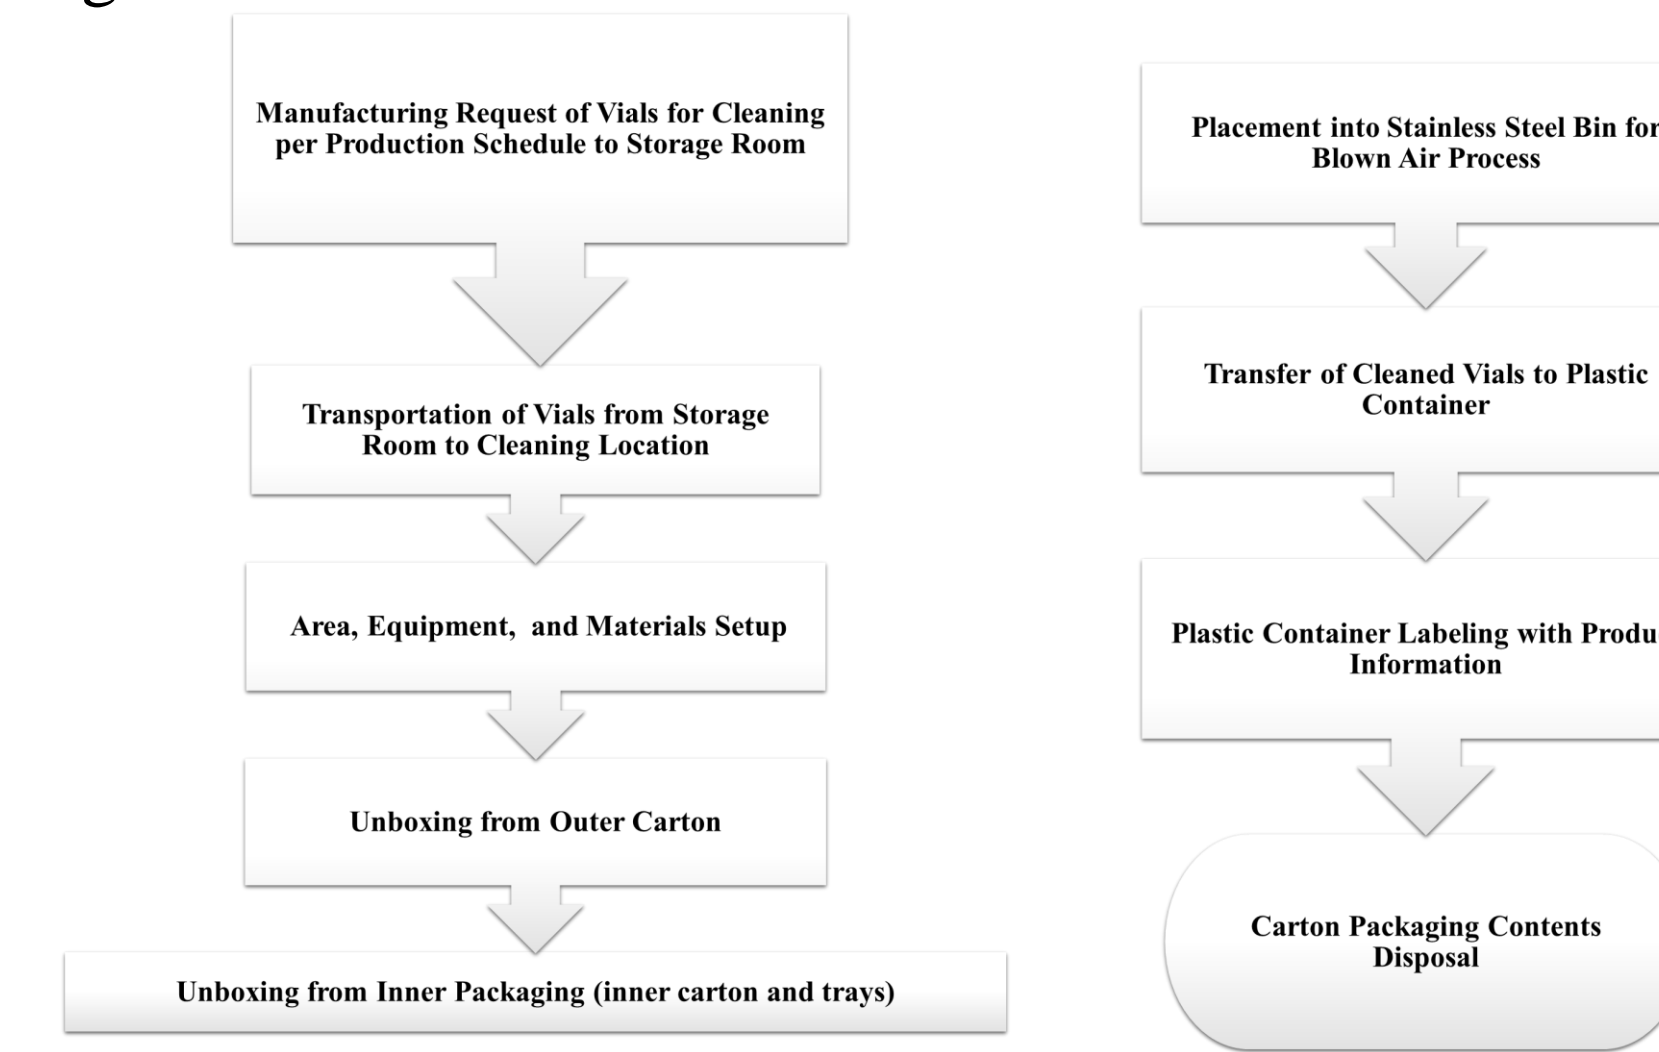 Manufacturing Request of Vials for Cleaning
per Production Schedule to Storage Room
Transportation of Vials from Storage
Room to Cleaning Location
Area, Equipment, and Materials Setup
Unboxing from Outer Carton
Unboxing from Inner Packaging (inner carton and trays)
Placement into Stainless Steel Bin for
Blown Air Process
Transfer of Cleaned Vials to Plastic
Container
Plastic Container Labeling with
Information
Carton Packaging Contents
Disposal